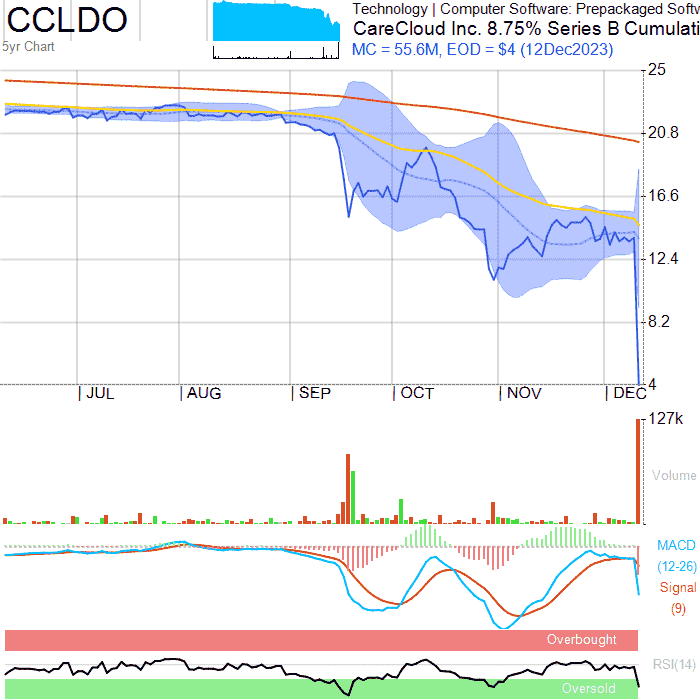 CCLDO
5yr Chart
Technology | Computer Software: Prepackaged Softw
CareCloud Inc. 8.75% Series B Cumulati
MC = 55.6M, EOD = $4 (12Dec2023)
25
20.8
16.6
12.4
8.2
4
| JUL | AUG | SEP | OCT | NOV | DEC
127k
Volume
MACD
(12-26)
Signal
(9)
Overbought
RSI(14)
Oversold